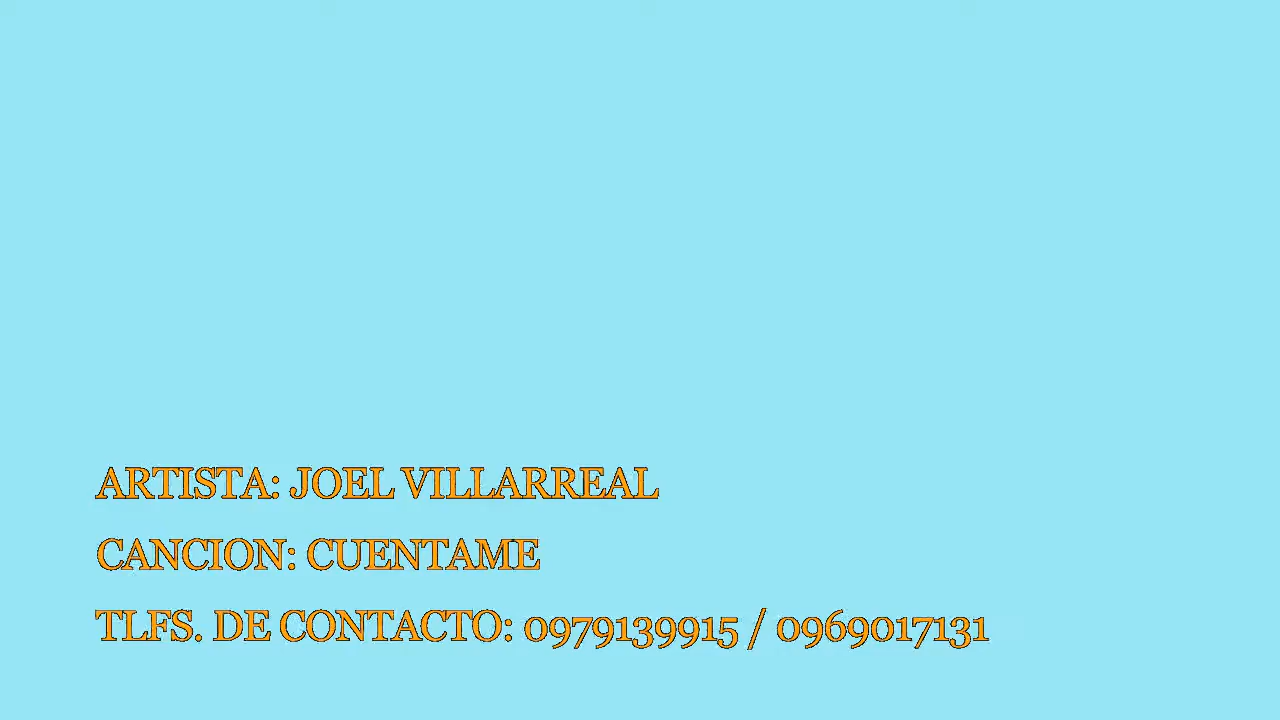 ARTISTA: JOEL VILLARREAL
CANCION: CUENTAME
TLFS. DE CONTACTO: 0979139915 / 0969017131